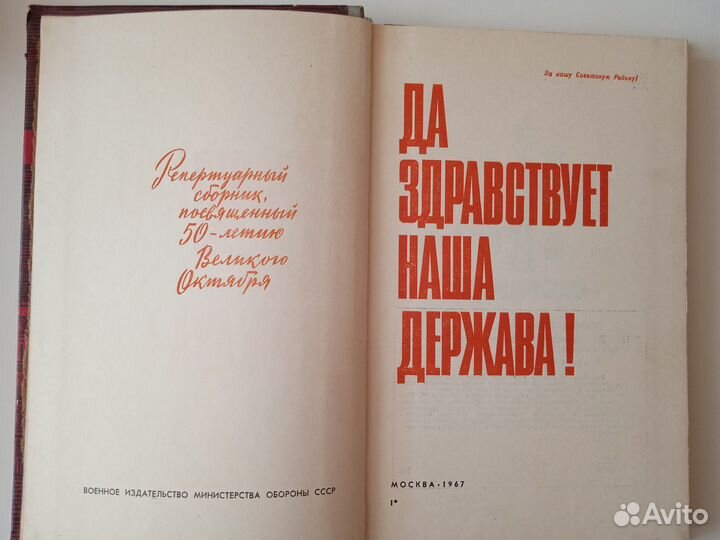 Репертуарный
сборник,
посвященный
50-летию
Великого
Октября
ВОЕННОЕ ИЗДАТЕЛЬСТВО МИНИСТЕРСТВА ОБОРОНЫ СССР
За нашу Советскую Родину!
ДА
ЗДРАВСТВУЕТ
НАША
ДЕРЖАВА!
МОСКВА·1967
1*
Avito